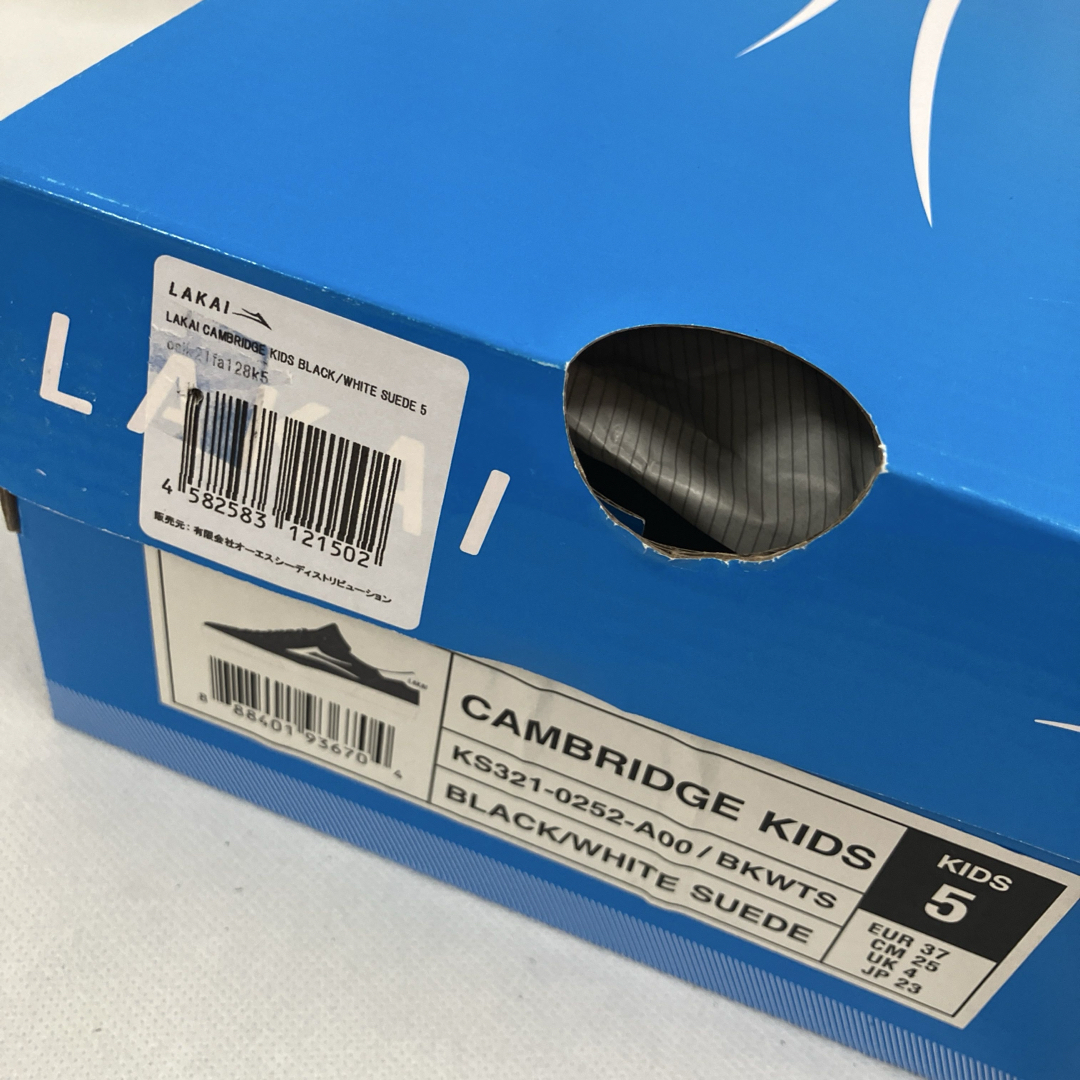 LAKAI
LAKAI CAMBRIDGE KIDS BLACK/WHITE SUEDE 5
LAKAI
4 582583 121502
販売元：有限会社オーエスシーディストリビューション
LAKAI
8 88401 93670 4
CAMBRIDGE KIDS
KS321-0252-A00 / BKWTS
BLACK/WHITE SUEDE
KIDS
5
EUR 37
CM 25
UK 4
JP 23